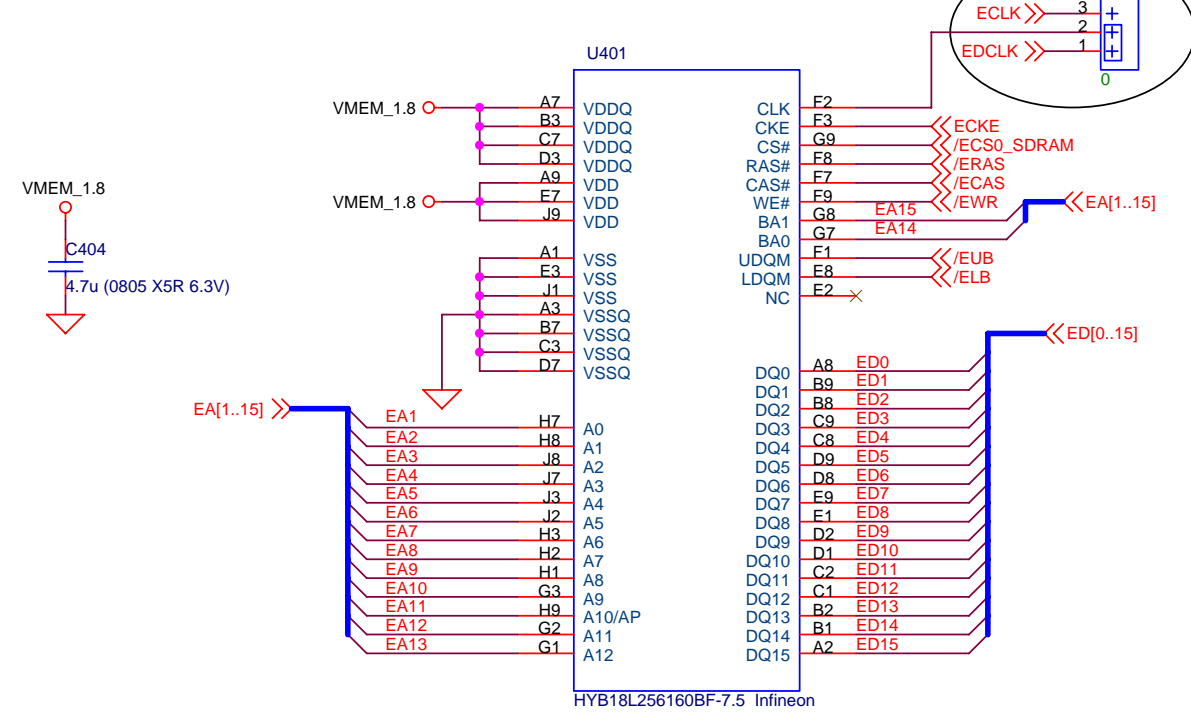 ECLK 3
2
EDCLK 1
0
U401
VMEM_1.8
C404
4.7u (0805 X5R 6.3V)
VMEM_1.8 A7 VDDQ
B3 VDDQ
C7 VDDQ
D3 VDDQ
A9 VDD
VMEM_1.8 E7 VDD
J9 VDD
A1 VSS
E3 VSS
J1 VSS
A3 VSSQ
B7 VSSQ
C3 VSSQ
D7 VSSQ
EA[1..15]
EA1 H7 A0
EA2 H8 A1
EA3 J8 A2
EA4 J7 A3
EA5 J3 A4
EA6 J2 A5
EA7 H3 A6
EA8 H2 A7
EA9 H1 A8
EA10 G3 A9
EA11 H9 A10/AP
EA12 G2 A11
EA13 G1 A12
CLK F2
CKE F3 ECKE
CS# G9 /ECS0_SDRAM
RAS# F8 /ERAS
CAS# F7 /ECAS
WE# F9 /EWR
BA1 G8 EA15 EA[1..15]
BA0 G7 EA14
UDQM F1 /EUB
LDQM E8 /ELB
NC E2
ED[0..15]
DQ0 A8 ED0
DQ1 B9 ED1
DQ2 B8 ED2
DQ3 C9 ED3
DQ4 C8 ED4
DQ5 D9 ED5
DQ6 D8 ED6
DQ7 E9 ED7
DQ8 E1 ED8
DQ9 D2 ED9
DQ10 D1 ED10
DQ11 C2 ED11
DQ12 C1 ED12
DQ13 B2 ED13
DQ14 B1 ED14
DQ15 A2 ED15
HYB18L256160BF-7.5 Infineon